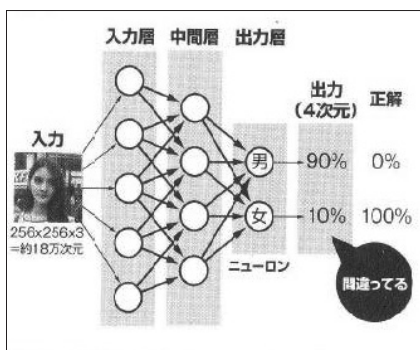 入力層 中間層 出力層
出力
(4次元)
正解
入力
男
90%
0%
女
10%
100%
256x256x3
=約18万次元
ニューロン
間違ってる